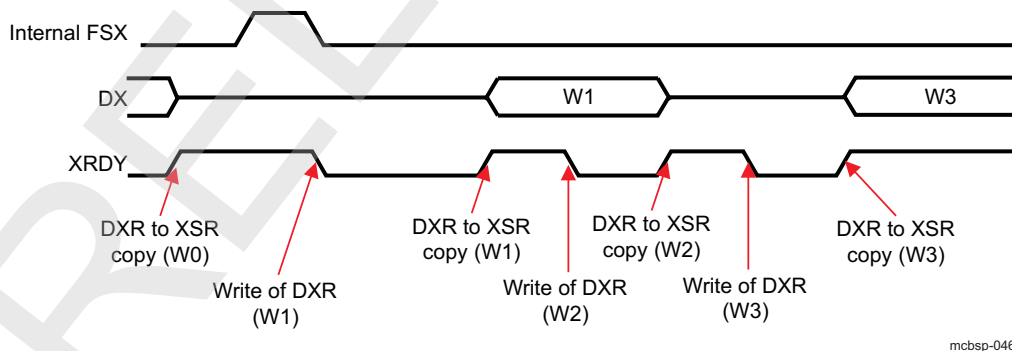 Internal FSX
DX
W1
W3
XRDY
DXR to XSR
copy (W0)
Write of DXR
(W1)
DXR to XSR
copy (W1)
Write of DXR
(W2)
DXR to XSR
copy (W2)
Write of DXR
(W3)
DXR to XSR
copy (W3)
mcbsp-046